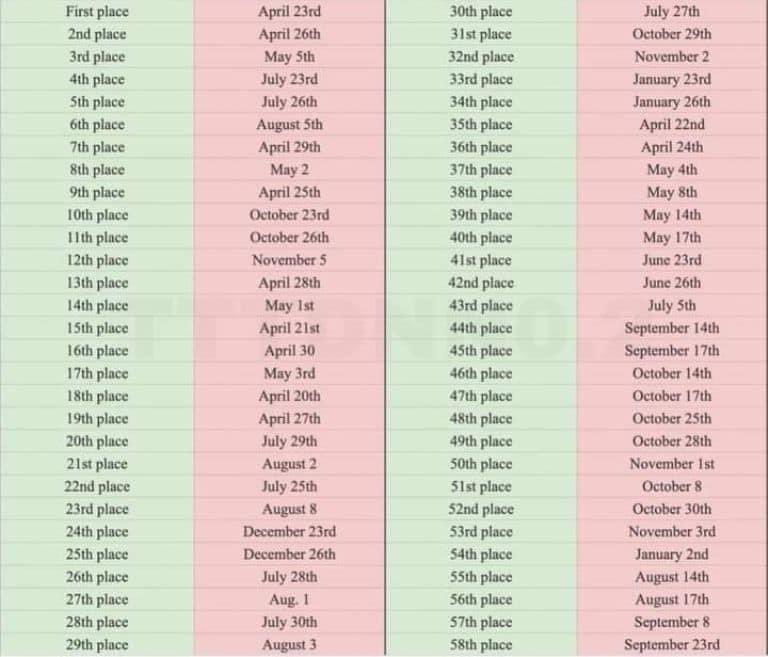 First place April 23rd
2nd place April 26th
3rd place May 5th
4th place July 23rd
5th place July 26th
6th place August 5th
7th place April 29th
8th place May 2
9th place April 25th
10th place October 23rd
11th place October 26th
12th place November 5
13th place April 28th
14th place May 1st
15th place April 21st
16th place April 30
17th place May 3rd
18th place April 20th
19th place April 27th
20th place July 29th
21st place August 2
22nd place July 25th
23rd place August 8
24th place December 23rd
25th place December 26th
26th place July 28th
27th place Aug. 1
28th place July 30th
29th place August 3
30th place July 27th
31st place October 29th
32nd place November 2
33rd place January 23rd
34th place January 26th
35th place April 22nd
36th place April 24th
37th place May 4th
38th place May 8th
39th place May 14th
40th place May 17th
41st place June 23rd
42nd place June 26th
43rd place July 5th
44th place September 14th
45th place September 17th
46th place October 14th
47th place October 17th
48th place October 25th
49th place October 28th
50th place November 1st
51st place October 8
52nd place October 30th
53rd place November 3rd
54th place January 2nd
55th place August 14th
56th place August 17th
57th place September 8
58th place September 23rd